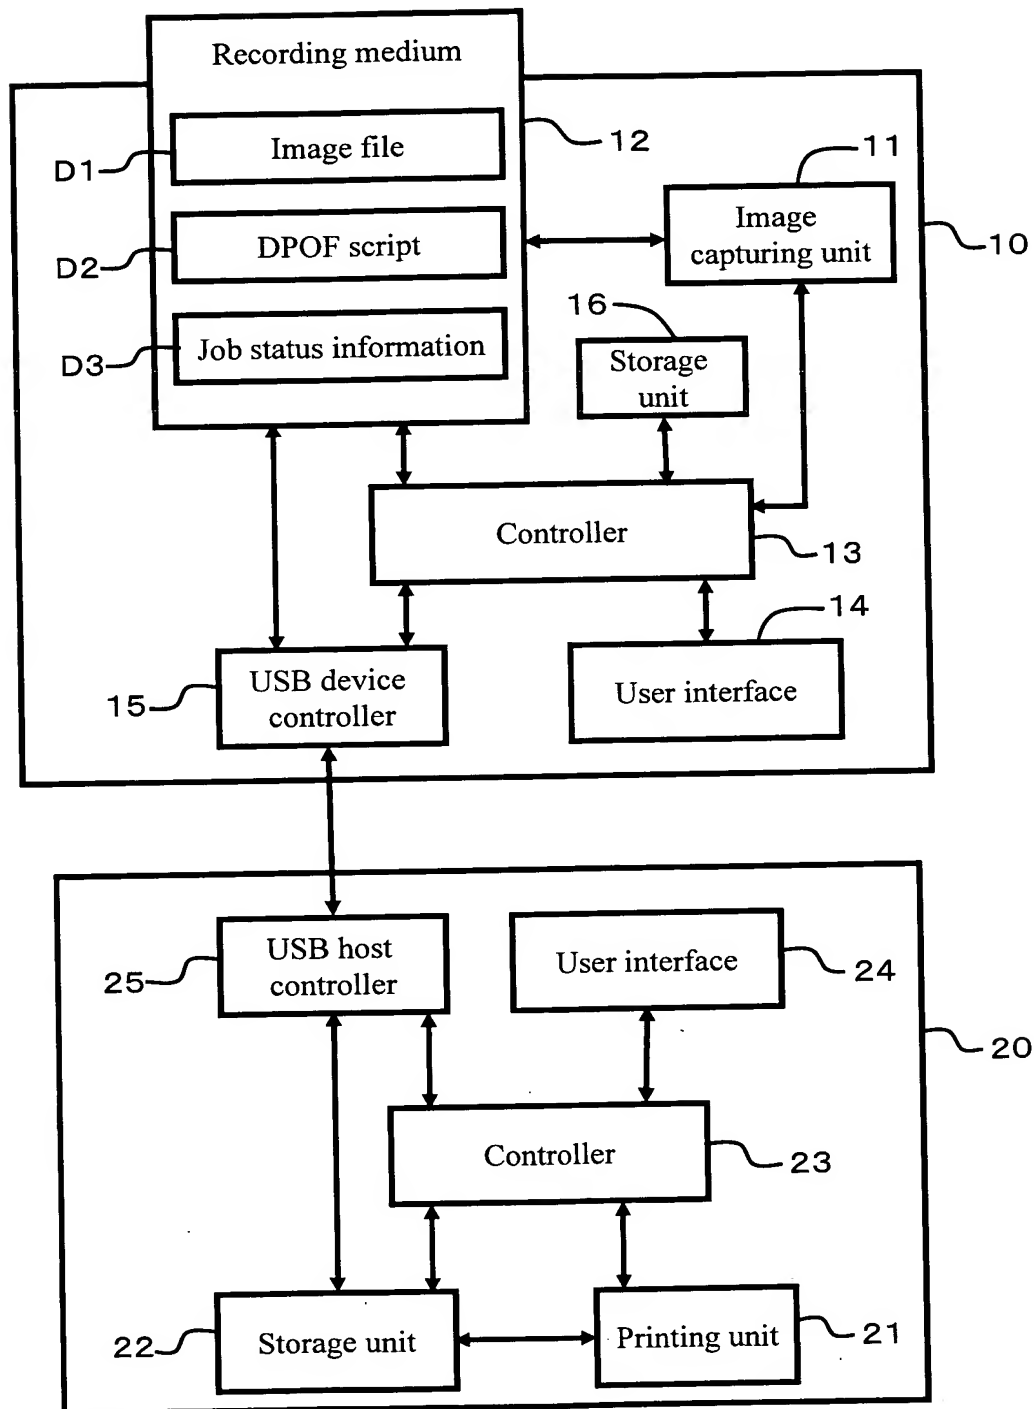 Recording medium
Image file
12
D1
11
Image
capturing unit
10
DPOF script
D2
16
Storage
unit
Job status information
D3
Controller
13
14
USB device
controller
15
User interface
USB host
controller
25
User interface
24
20
Controller
23
Storage unit
22
Printing unit
21